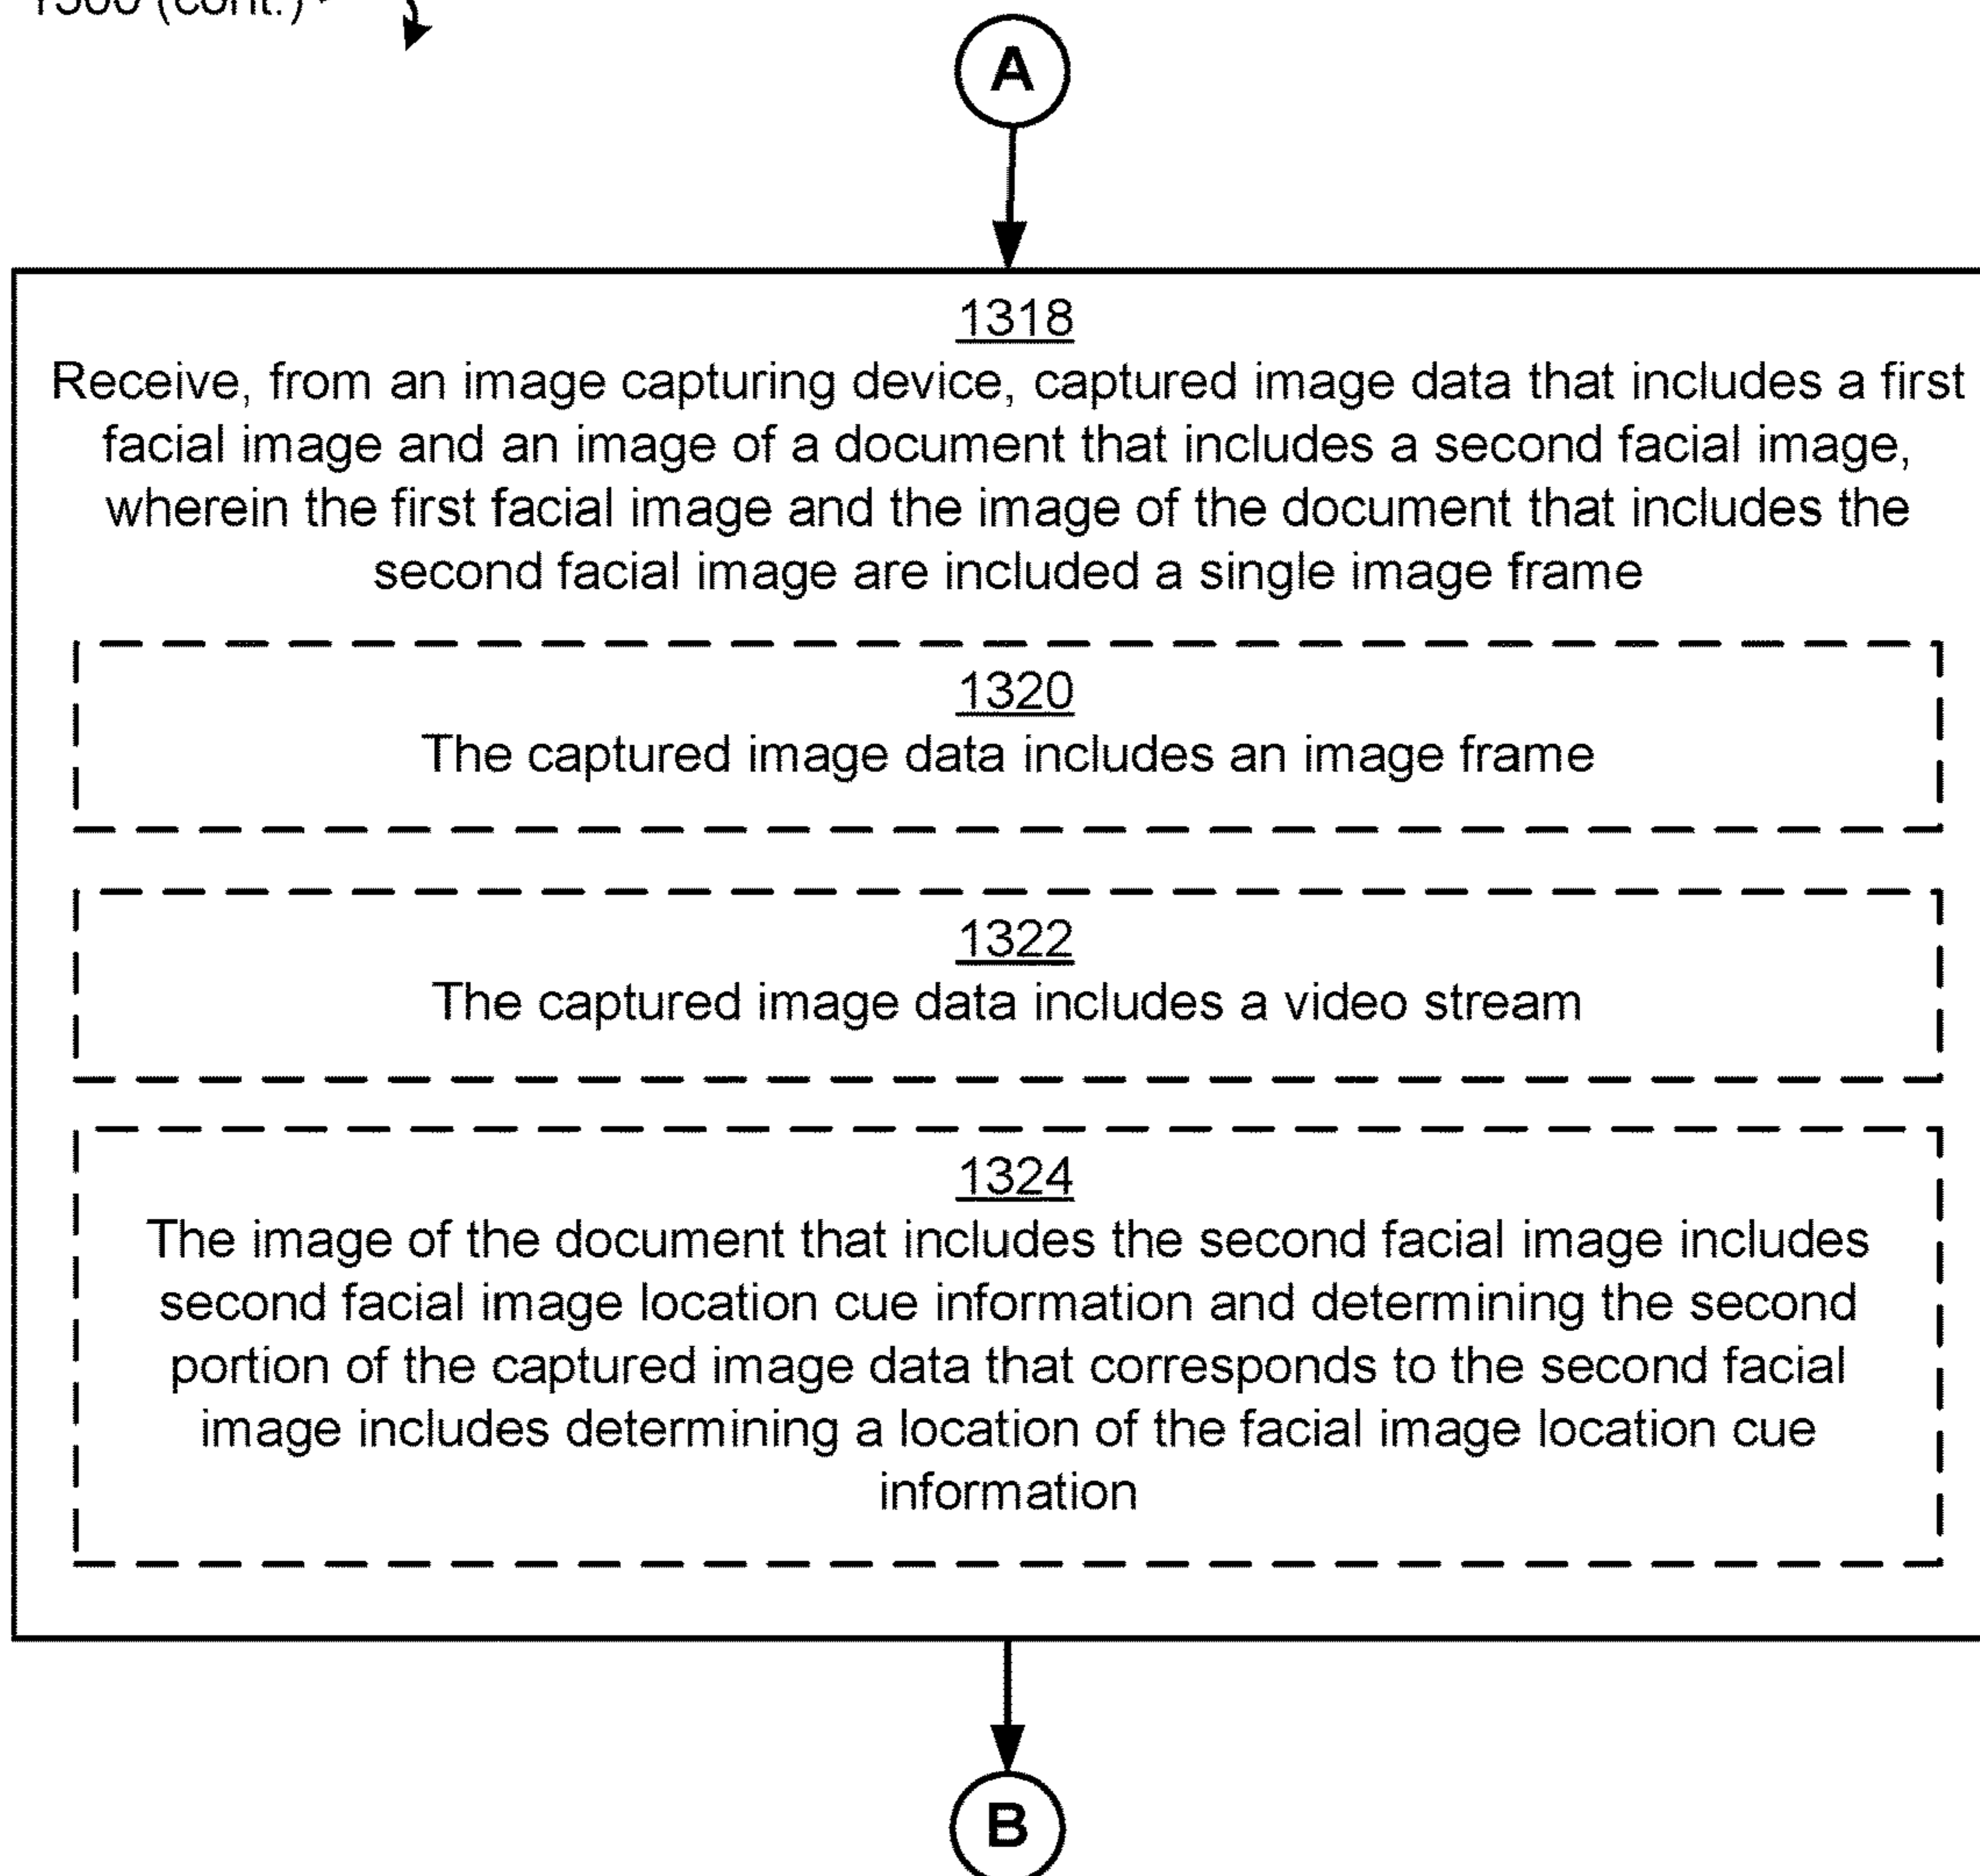 1300 (cont.)
A
1318
Receive, from an image capturing device, captured image data that includes a first
facial image and an image of a document that includes a second facial image,
wherein the first facial image and the image of the document that includes the
second facial image are included a single image frame
1320
The captured image data includes an image frame
1322
The captured image data includes a video stream
1324
The image of the document that includes the second facial image includes
second facial image location cue information and determining the second
portion of the captured image data that corresponds to the second facial
image includes determining a location of the facial image location cue
information
B